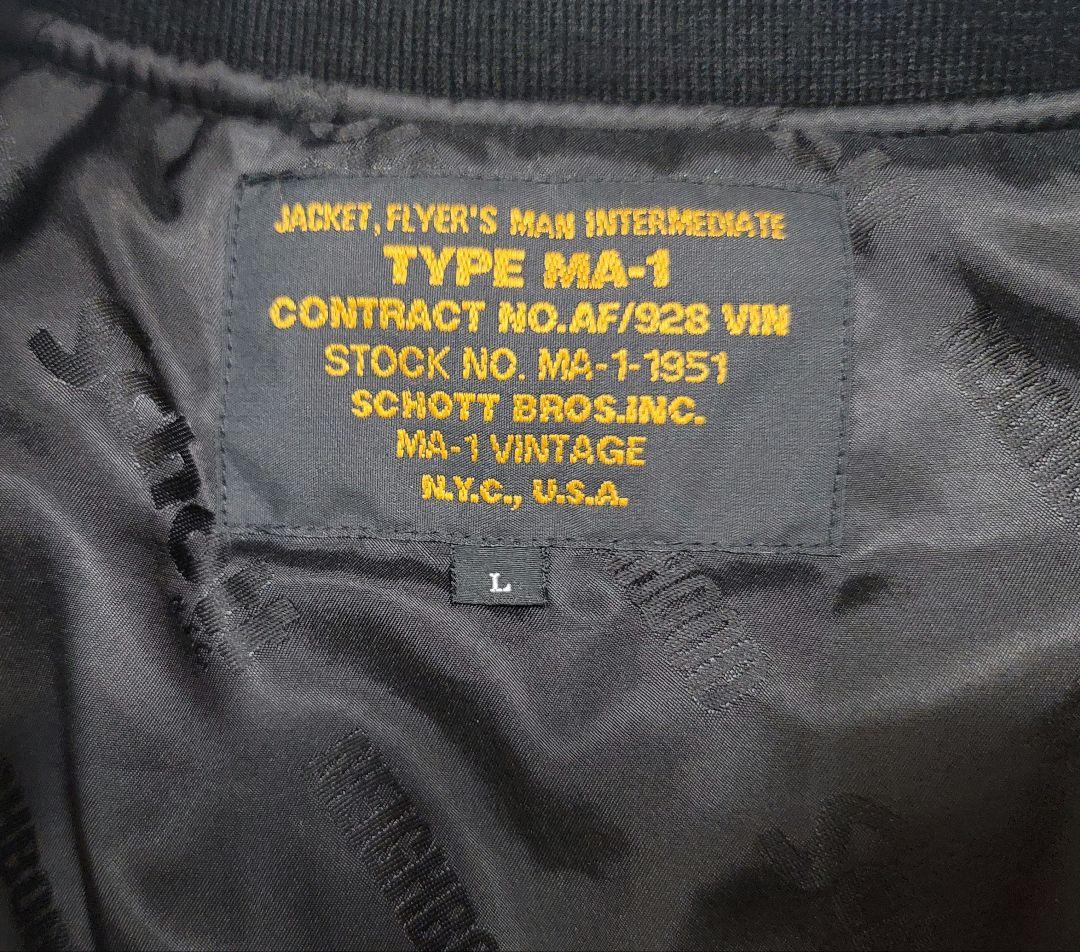 JACKET, FLYER'S MAN INTERMEDIATE
TYPE MA-1
CONTRACT NO.AF/928 VIN
STOCK NO. MA-1-1951
SCHOTT BROS.INC.
MA-1 VINTAGE
N.Y.C., U.S.A.
L